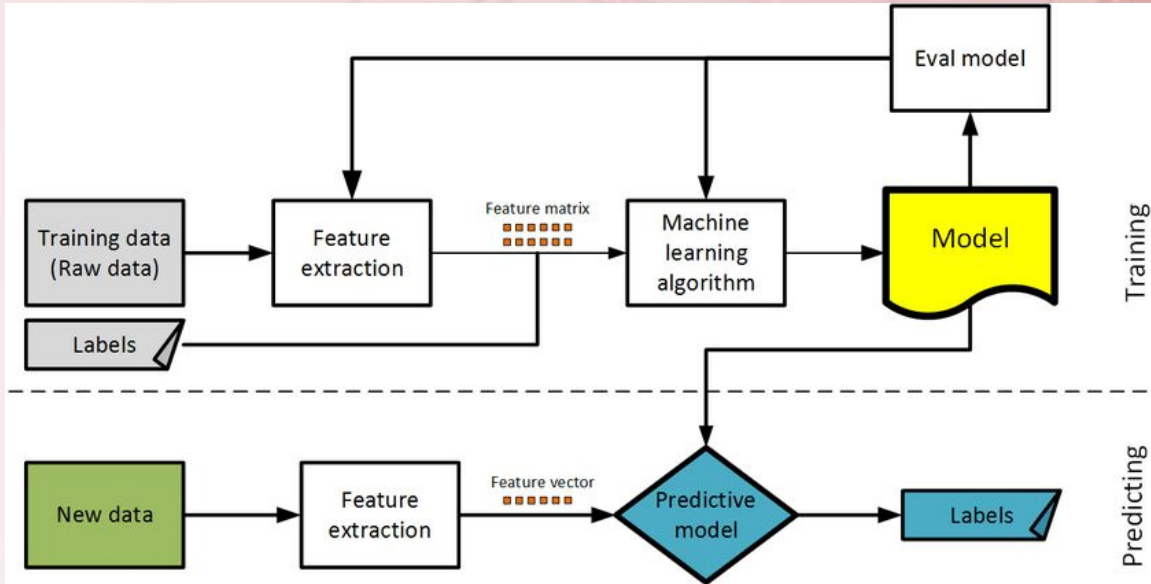 Eval model
Training data
(Raw data)
Feature
extraction
Feature matrix
Machine
learning
algorithm
Model
Training
Labels
New data
Feature
extraction
Feature vector
Predictive
model
Labels
Predicting